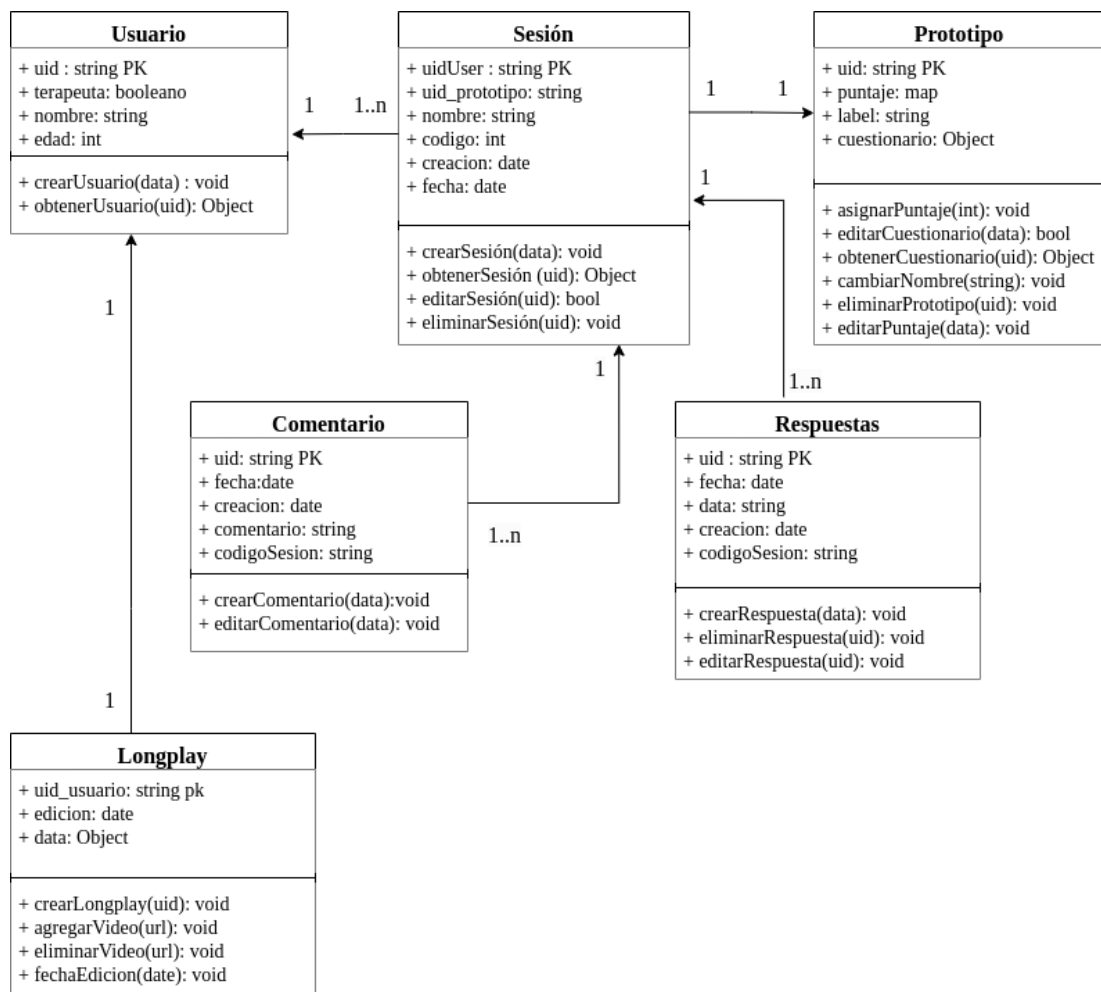 Usuario
+ uid : string PK
+ terapeuta: booleano
+ nombre: string
+ edad: int
+ crearUsuario(data) : void
+ obtenerUsuario(uid): Object
1
1..n
Sesión
+ uidUser : string PK
+ uid_prototipo: string
+ nombre: string
+ codigo: int
+ creacion: date
+ fecha: date
+ crearSesión(data): void
+ obtenerSesión (uid): Object
+ editarSesión(uid): bool
+ eliminarSesión(uid): void
1
1
Prototipo
+ uid: string PK
+ puntaje: map
+ label: string
+ cuestionario: Object
+ asignarPuntaje(int): void
+ editarCuestionario(data): bool
+ obtenerCuestionario(uid): Object
+ cambiarNombre(string): void
+ eliminarPrototipo(uid): void
+ editarPuntaje(data): void
1
1
1
1..n
Comentario
+ uid: string PK
+ fecha:date
+ creacion: date
+ comentario: string
+ codigoSesion: string
+ crearComentario(data):void
+ editarComentario(data): void
1..n
Respuestas
+ uid : string PK
+ fecha: date
+ data: string
+ creacion: date
+ codigoSesion: string
+ crearRespuesta(data): void
+ eliminarRespuesta(uid): void
+ editarRespuesta(uid): void
1
Longplay
+ uid_usuario: string pk
+ edicion: date
+ data: Object
+ crearLongplay(uid): void
+ agregarVideo(url): void
+ eliminarVideo(url): void
+ fechaEdicion(date): void